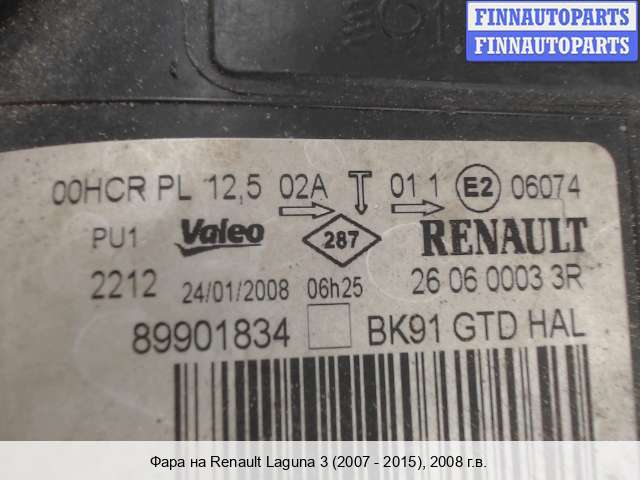 FINNAUTOPARTS
FINNAUTOPARTS
00HCR PL 12,5 02A T 01 1 E2 06074
PU1 Valeo 287 RENAULT
2212 24/01/2008 06h25 26 06 0003 3R
89901834 BK91 GTD HAL
Фара на Renault Laguna 3 (2007 - 2015), 2008 г.в.